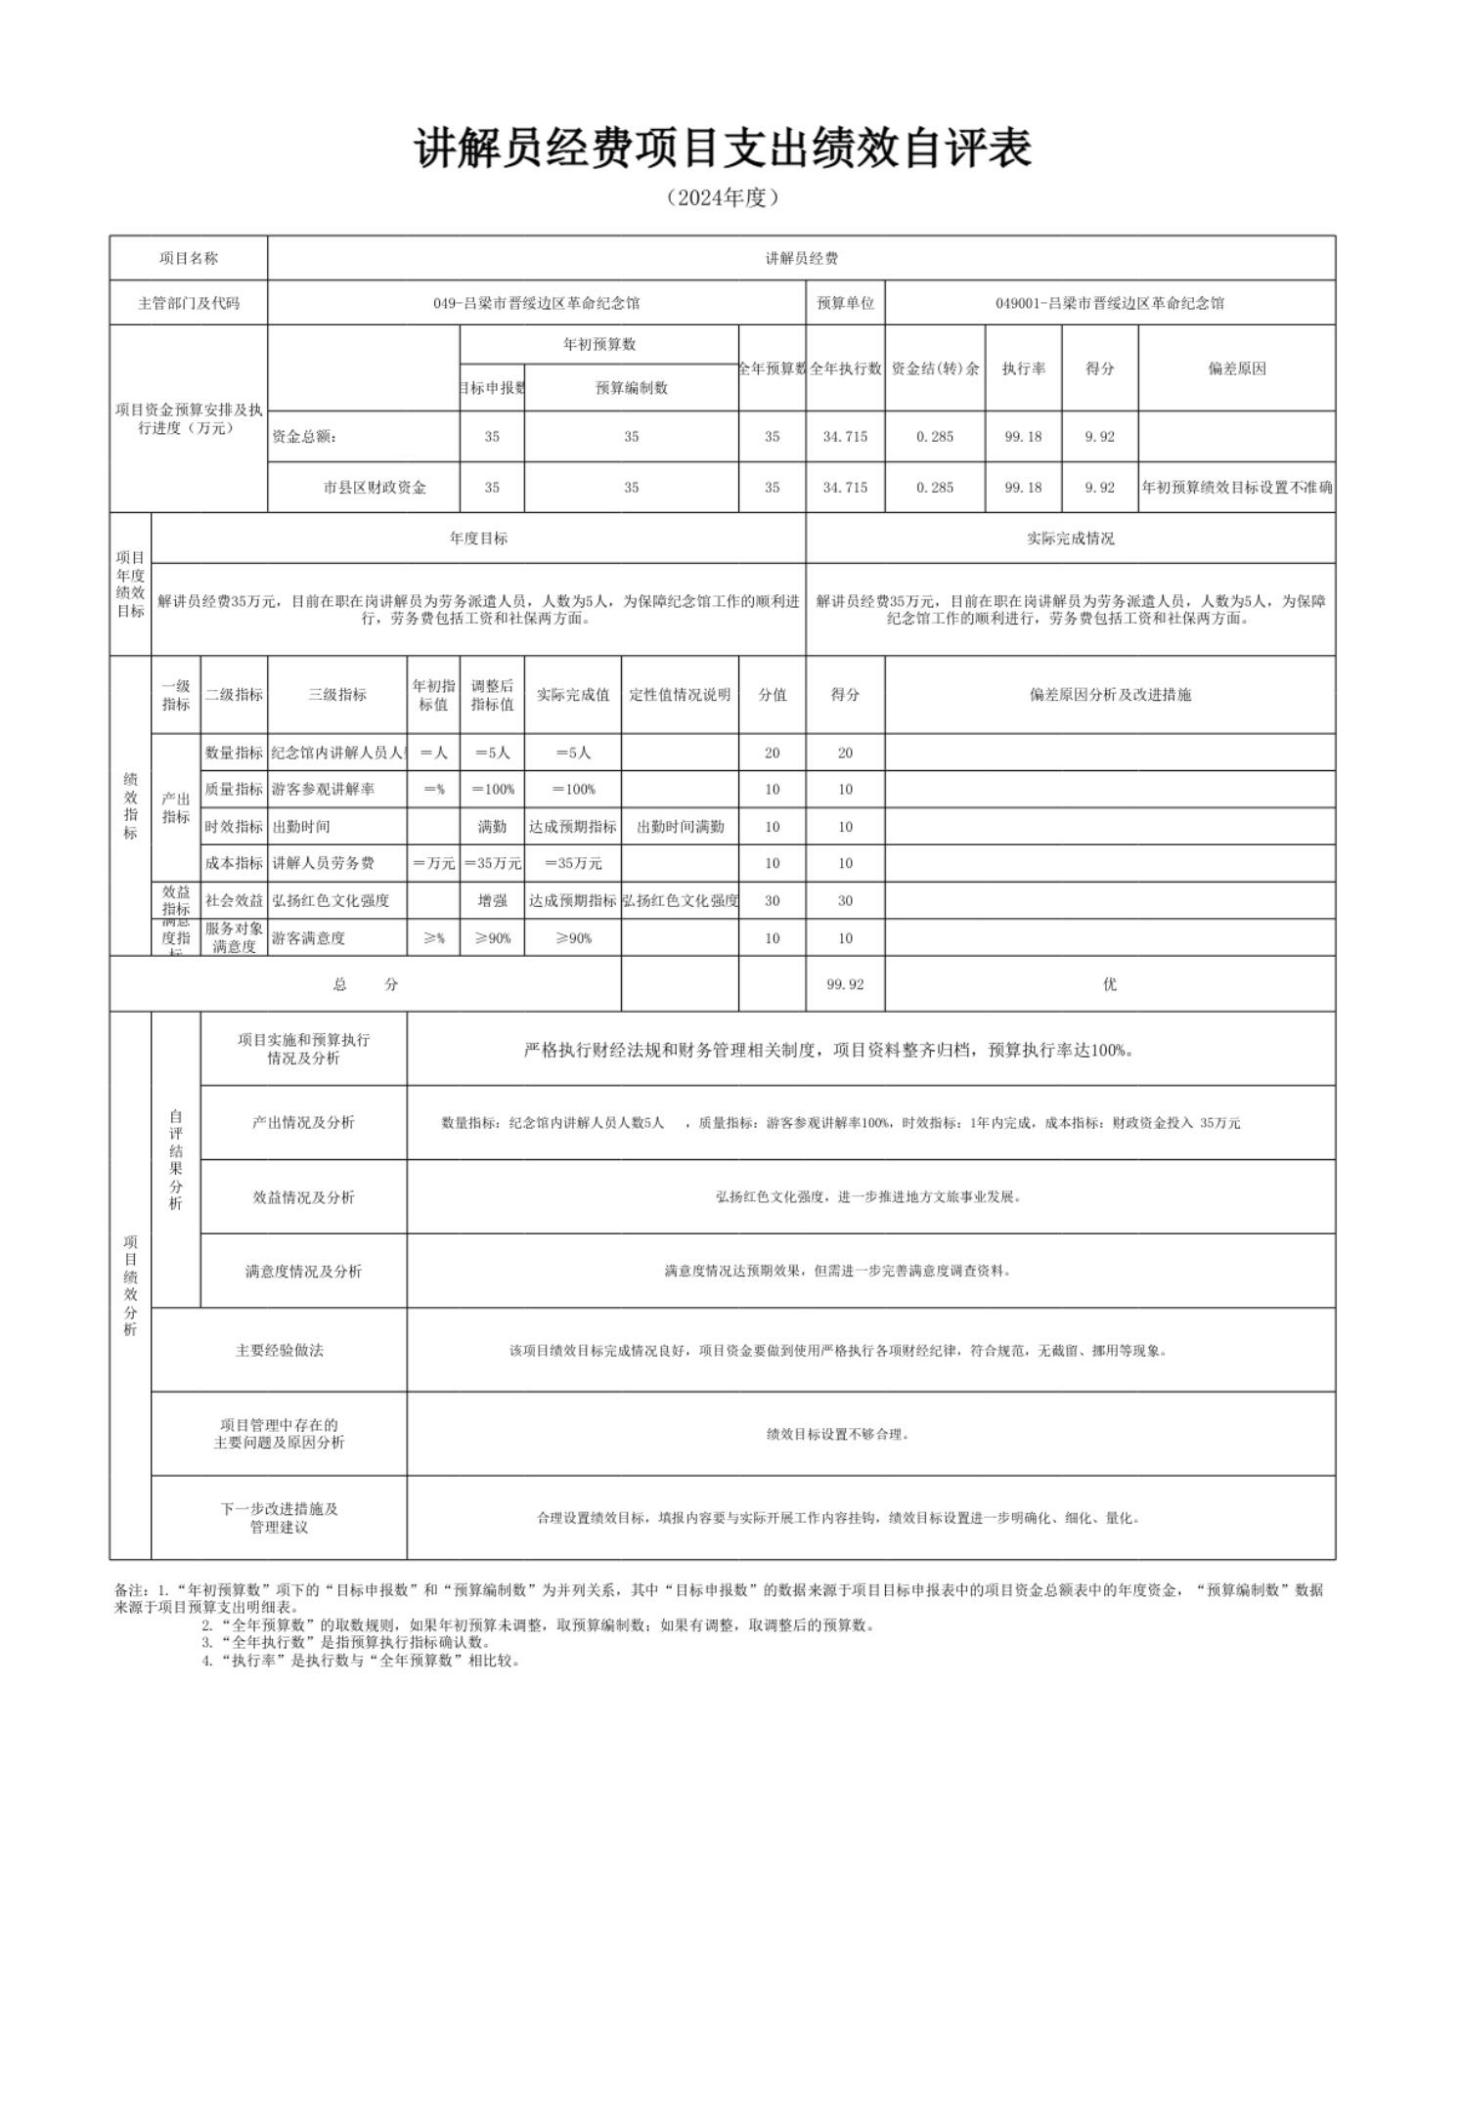 讲解员经费项目支出绩效自评表
（2024年度）
项目名称 讲解员经费
主管部门及代码 049-吕梁市晋绥边区革命纪念馆 预算单位 049001-吕梁市晋绥边区革命纪念馆
项目资金预算安排及执
行进度（万元）
年初预算数
目标申报数 预算编制数 全年预算数 全年执行数 资金结(转)余 执行率 得分 偏差原因
资金总额： 35 35 35 34.715 0.285 99.18 9.92
市县区财政资金 35 35 35 34.715 0.285 99.18 9.92 年初预算绩效目标设置不准确
项目
年度
绩效
目标
年度目标 实际完成情况
解讲员经费35万元，目前在职在岗讲解员为劳务派遣人员，人数为5人，为保障纪念馆工作的顺利进
行，劳务费包括工资和社保两方面。
解讲员经费35万元，目前在职在岗讲解员为劳务派遣人员，人数为5人，为保障
纪念馆工作的顺利进行，劳务费包括工资和社保两方面。
绩
效
指
标
一级
指标
二级指标 三级指标
年初指
标值
调整后
指标值
实际完成值 定性值情况说明 分值 得分 偏差原因分析及改进措施
产出
指标
数量指标 纪念馆内讲解人员人 ＝人 ＝5人 ＝5人 20 20
质量指标 游客参观讲解率 ＝% ＝100% ＝100% 10 10
时效指标 出勤时间 满勤 达成预期指标 出勤时间满勤 10 10
成本指标 讲解人员劳务费 ＝万元 ＝35万元 ＝35万元 10 10
效益
指标
社会效益 弘扬红色文化强度 增强 达成预期指标 弘扬红色文化强度 30 30
满意
度指
标
服务对象
满意度
游客满意度 ≥% ≥90% ≥90% 10 10
总 分 99.92 优
项
目
绩
效
分
析
自
评
结
果
分
析
项目实施和预算执行
情况及分析
严格执行财经法规和财务管理相关制度，项目资料整齐归档，预算执行率达100%。
产出情况及分析 数量指标：纪念馆内讲解人员人数5人 ，质量指标：游客参观讲解率100%，时效指标：1年内完成，成本指标：财政资金投入 35万元
效益情况及分析 弘扬红色文化强度，进一步推进地方文旅事业发展。
满意度情况及分析 满意度情况达预期效果，但需进一步完善满意度调查资料。
主要经验做法 该项目绩效目标完成情况良好，项目资金要做到使用严格执行各项财经纪律，符合规范，无截留、挪用等现象。
项目管理中存在的
主要问题及原因分析
绩效目标设置不够合理。
下一步改进措施及
管理建议
合理设置绩效目标，填报内容要与实际开展工作内容挂钩，绩效目标设置进一步明确化、细化、量化。
备注：1.“年初预算数”项下的“目标申报数”和“预算编制数”为并列关系，其中“目标申报数”的数据来源于项目目标申报表中的项目资金总额表中的年度资金，“预算编制数”数据
来源于项目预算支出明细表。
2.“全年预算数”的取数规则，如果年初预算未调整，取预算编制数；如果有调整，取调整后的预算数。
3.“全年执行数”是指预算执行指标确认数。
4.“执行率”是执行数与“全年预算数”相比较。